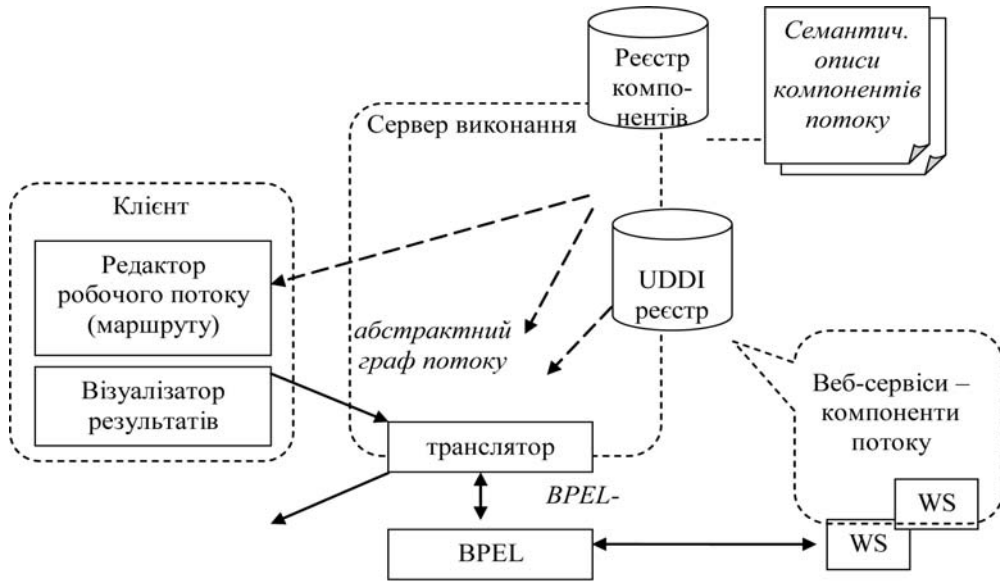 Реєстр
компо-
нентів
Семантич.
описи
компонентів
потоку
Сервер виконання
Клієнт
Редактор
робочого потоку
(маршруту)
UDDI
реєстр
абстрактний
граф потоку
Візуалізатор
результатів
Веб-сервіси –
компоненти
потоку
транслятор
BPEL-
WS
WS
BPEL